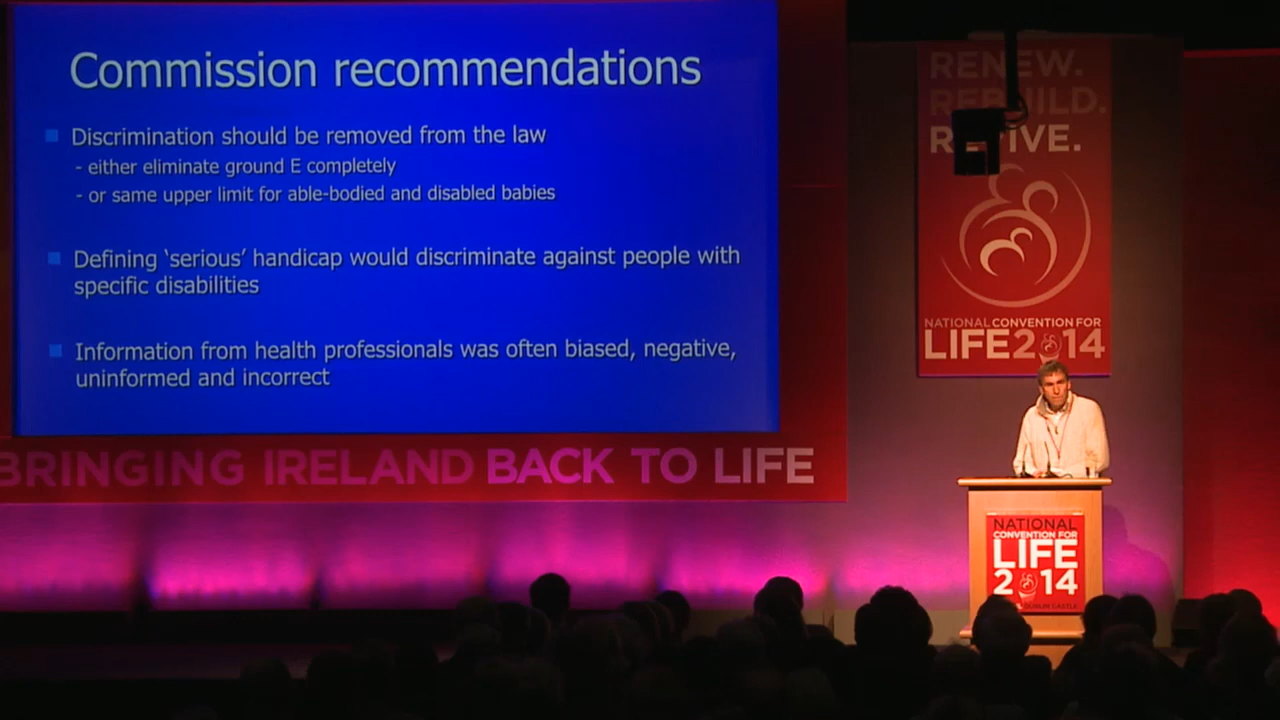 Commission recommendations
Discrimination should be removed from the law
- either eliminate ground E completely
- or same upper limit for able-bodied and disabled babies
Defining ‘serious’ handicap would discriminate against people with
specific disabilities
Information from health professionals was often biased, negative,
uninformed and incorrect
BRINGING IRELAND BACK TO LIFE
RENEW.
NATIONAL CONVENTION FOR
LIFE 2014
NATIONAL
CONVENTION FOR
LIFE
2014
DUBLIN CASTLE